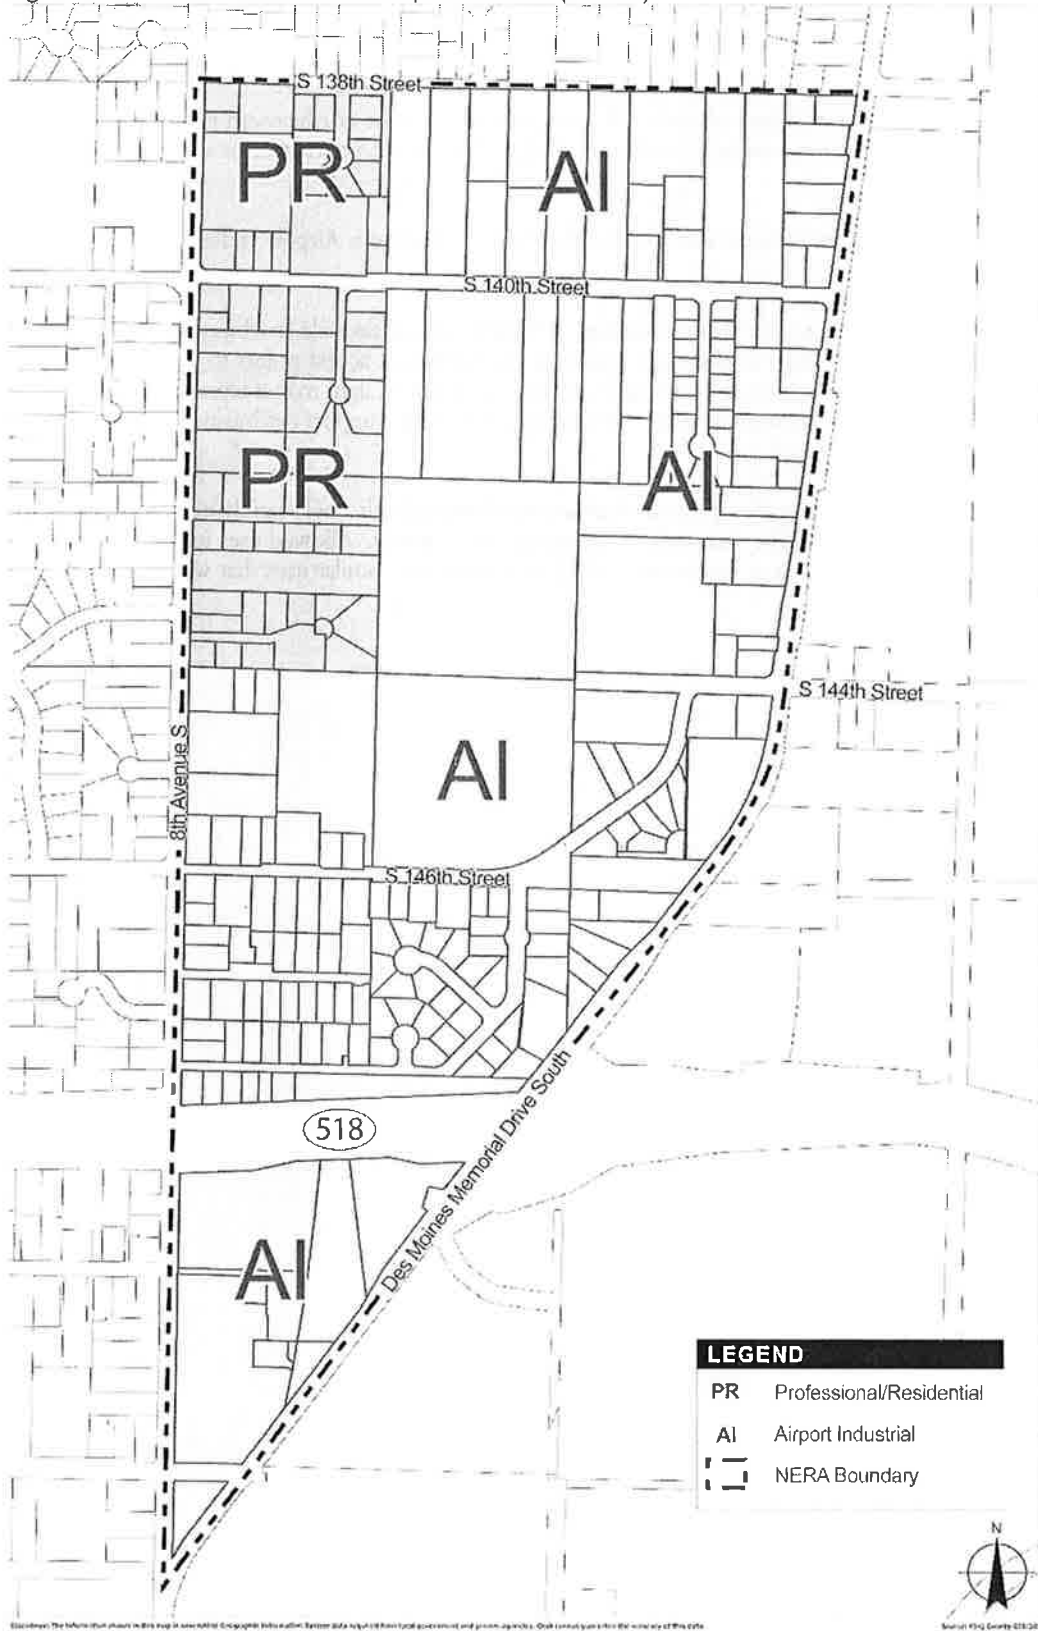 S 138th Street
PR
AI
S 140th Street
PR
AI
S 144th Street
8th Avenue S
AI
S 146th Street
518
Des Moines Memorial Drive South
AI
LEGEND
PR Professional/Residential
AI Airport Industrial
NERA Boundary
N